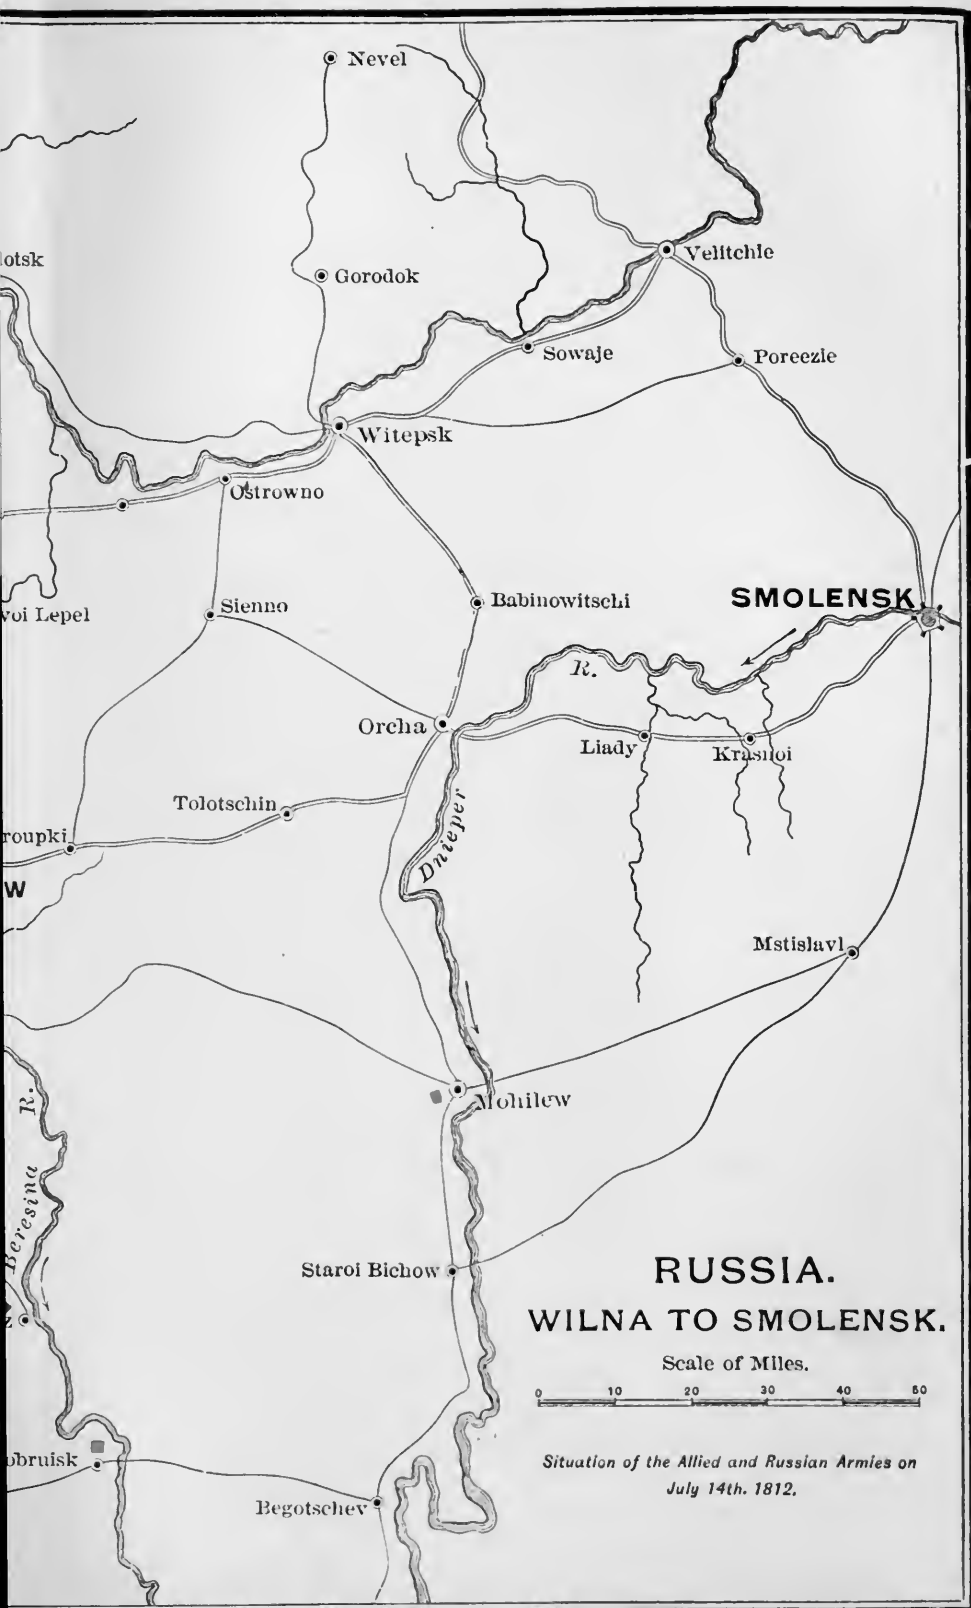 Nevel
Velitchie
lotsk
Gorodok
Sowaje
Poreezie
Witepsk
Ostrowno
Babinowitschi
SMOLENSK
Sienno
voi Lepel
R.
Orcha
Liady
Krasnoi
Tolotschin
Dnieper
roupki
W
Mstislavl
Mohilew
R.
Beresina
Staroi Bichow
z
RUSSIA.
WILNA TO SMOLENSK.
Scale of Miles.
0 10 20 30 40 50
obruisk
Situation of the Allied and Russian Armies on
July 14th. 1812.
Begotschev